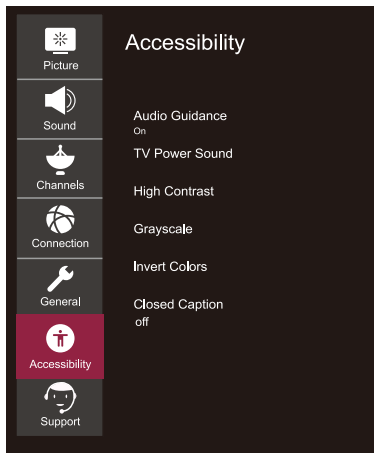 Picture
Sound
Channels
Connection
General
Accessibility
Support
Accessibility
Audio Guidance
On
TV Power Sound
High Contrast
Grayscale
Invert Colors
Closed Caption
off